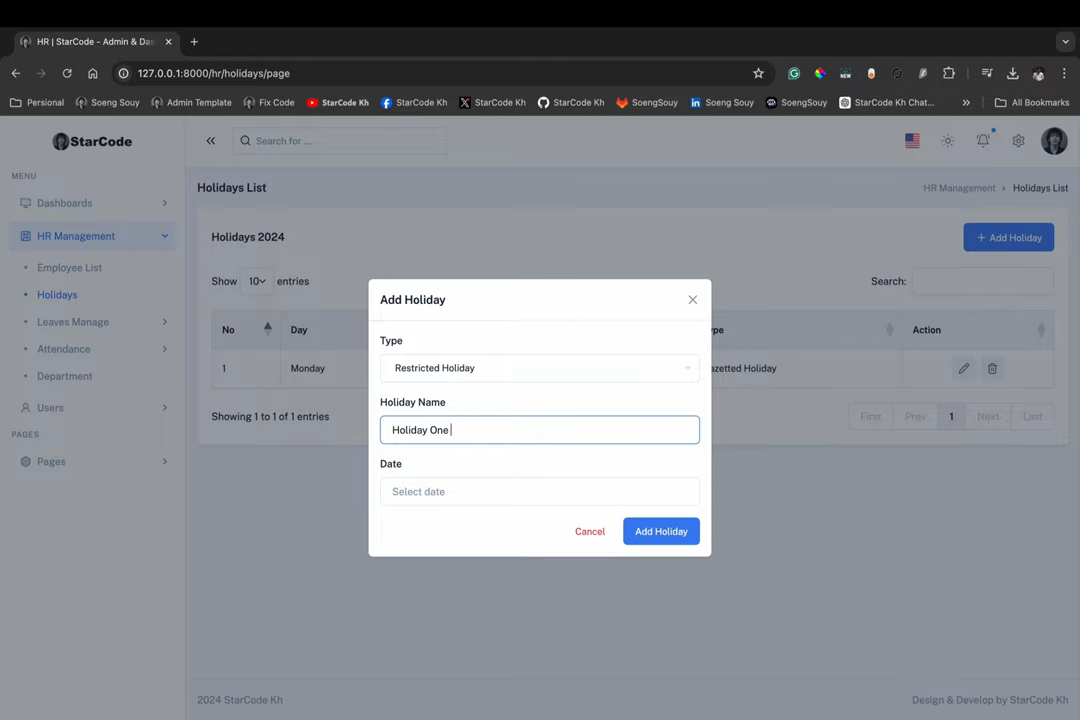 HR | StarCode - Admin & Das
127.0.0.1:8000/hr/holidays/page
NEW
Personal
Soeng Souy
Admin Template
Fix Code
StarCode Kh
StarCode Kh
StarCode Kh
StarCode Kh
SoengSouy
Soeng Souy
SoengSouy
StarCode Kh Chat...
All Bookmarks
StarCode
Search for ...
MENU
Dashboards
HR Management
Employee List
Holidays
Leaves Manage
Attendance
Department
Users
PAGES
Pages
Holidays List
HR Management
Holidays List
Holidays 2024
Add Holiday
Show 10 entries
Search:
No
Day
ype
Action
1
Monday
azetted Holiday
Showing 1 to 1 of 1 entries
First
Prev
1
Next
Last
Add Holiday
Type
Restricted Holiday
Holiday Name
Holiday One
Date
Select date
Cancel
Add Holiday
2024 StarCode Kh
Design & Develop by StarCode Kh